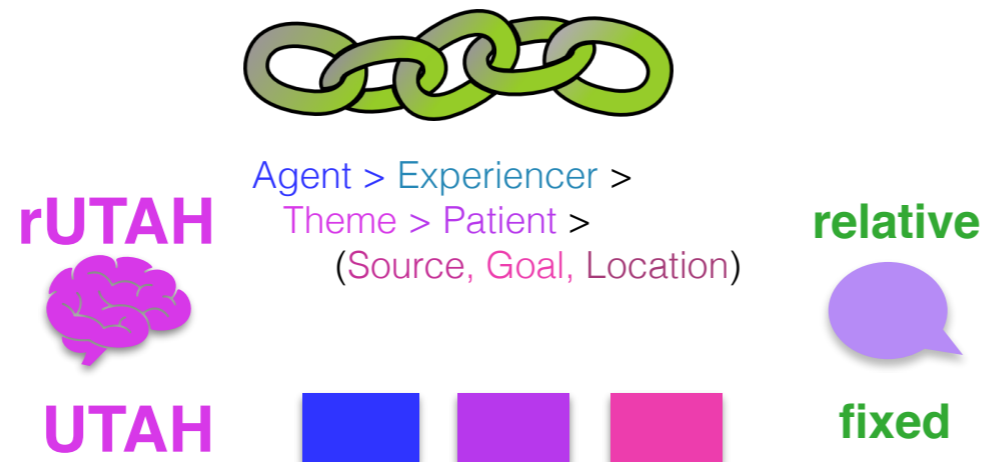 Agent > Experiencer >
rUTAH
Theme > Patient >
relative
(Source, Goal, Location)
UTAH
fixed